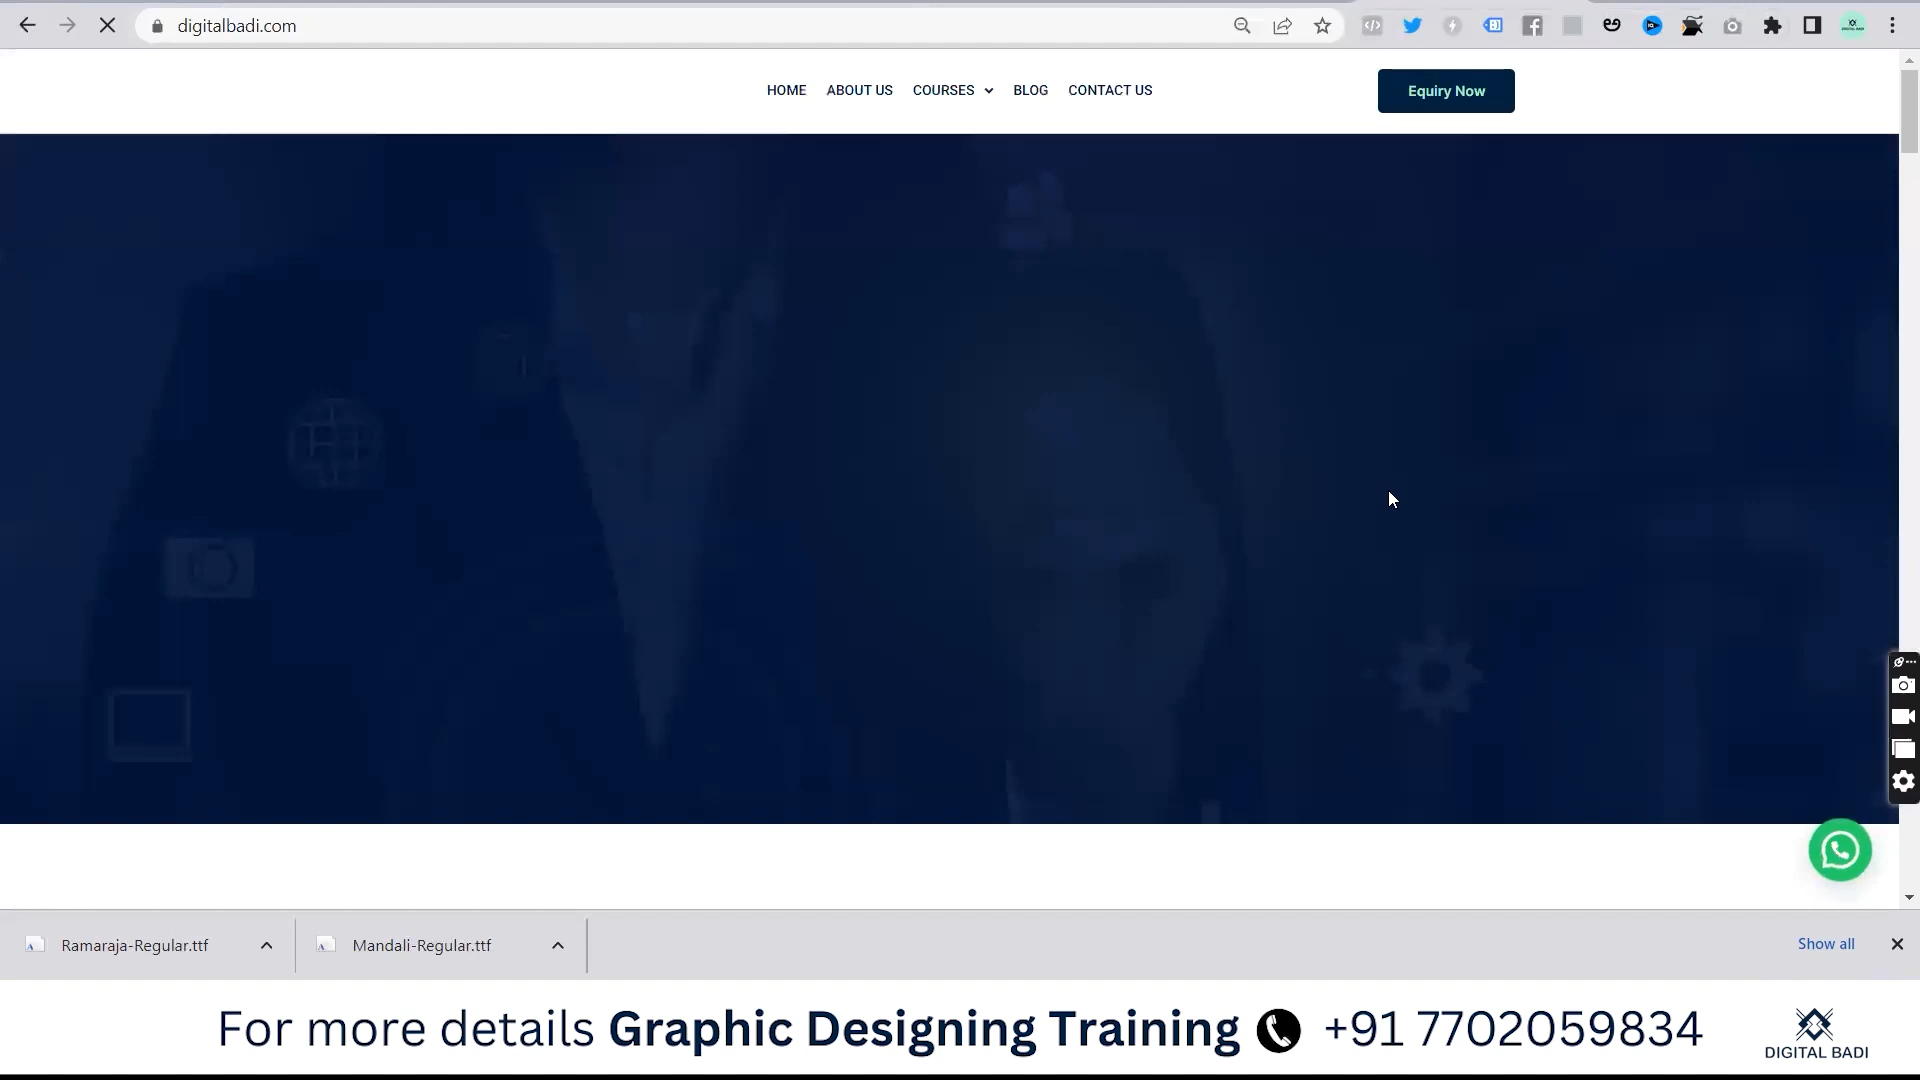 digitalbadi.com
HOME ABOUT US COURSES BLOG CONTACT US
Equiry Now
Ramaraja-Regular.ttf
Mandali-Regular.ttf
Show all
For more details Graphic Designing Training +91 7702059834
DIGITAL BADI